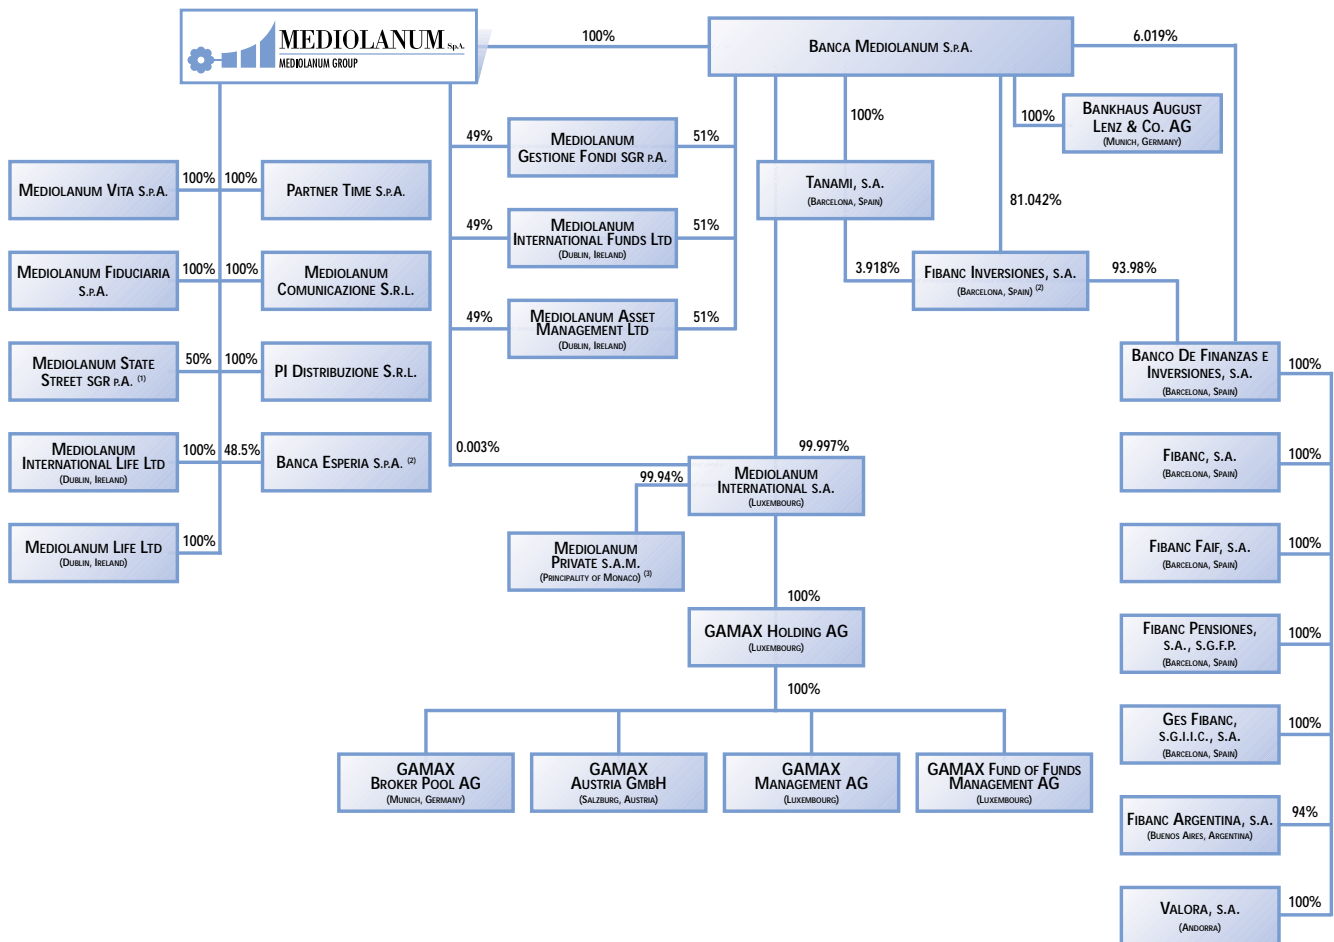 MEDIOLANUM S.p.A.
MEDIOLANUM GROUP
100%
BANCA MEDIOLANUM S.P.A.
6.019%
49%
MEDIOLANUM
GESTIONE FONDI SGR P.A.
51%
100%
100%
BANKHAUS AUGUST
LENZ & CO. AG
(MUNICH, GERMANY)
MEDIOLANUM VITA S.P.A.
100%
100%
PARTNER TIME S.P.A.
TANAMI, S.A.
(BARCELONA, SPAIN)
81.042%
49%
MEDIOLANUM
INTERNATIONAL FUNDS LTD
(DUBLIN, IRELAND)
51%
MEDIOLANUM FIDUCIARIA
S.P.A.
100%
100%
MEDIOLANUM
COMUNICAZIONE S.R.L.
3.918%
FIBANC INVERSIONES, S.A.
(BARCELONA, SPAIN) (2)
93.98%
49%
MEDIOLANUM ASSET
MANAGEMENT LTD
(DUBLIN, IRELAND)
51%
MEDIOLANUM STATE
STREET SGR P.A. (1)
50%
100%
PI DISTRIBUZIONE S.R.L.
BANCO DE FINANZAS E
INVERSIONES, S.A.
(BARCELONA, SPAIN)
100%
MEDIOLANUM
INTERNATIONAL LIFE LTD
(DUBLIN, IRELAND)
100%
48.5%
BANCA ESPERIA S.P.A. (2)
0.003%
99.997%
99.94%
MEDIOLANUM
INTERNATIONAL S.A.
(LUXEMBOURG)
FIBANC, S.A.
(BARCELONA, SPAIN)
100%
MEDIOLANUM LIFE LTD
(DUBLIN, IRELAND)
100%
MEDIOLANUM
PRIVATE S.A.M.
(PRINCIPALITY OF MONACO) (3)
FIBANC FAIF, S.A.
(BARCELONA, SPAIN)
100%
100%
GAMAX HOLDING AG
(LUXEMBOURG)
FIBANC PENSIONES,
S.A., S.G.F.P.
(BARCELONA, SPAIN)
100%
100%
GES FIBANC,
S.G.I.I.C., S.A.
(BARCELONA, SPAIN)
100%
GAMAX
BROKER POOL AG
(MUNICH, GERMANY)
GAMAX
AUSTRIA GMBH
(SALZBURG, AUSTRIA)
GAMAX
MANAGEMENT AG
(LUXEMBOURG)
GAMAX FUND OF FUNDS
MANAGEMENT AG
(LUXEMBOURG)
FIBANC ARGENTINA, S.A.
(BUENOS AIRES, ARGENTINA)
94%
VALORA, S.A.
(ANDORRA)
100%